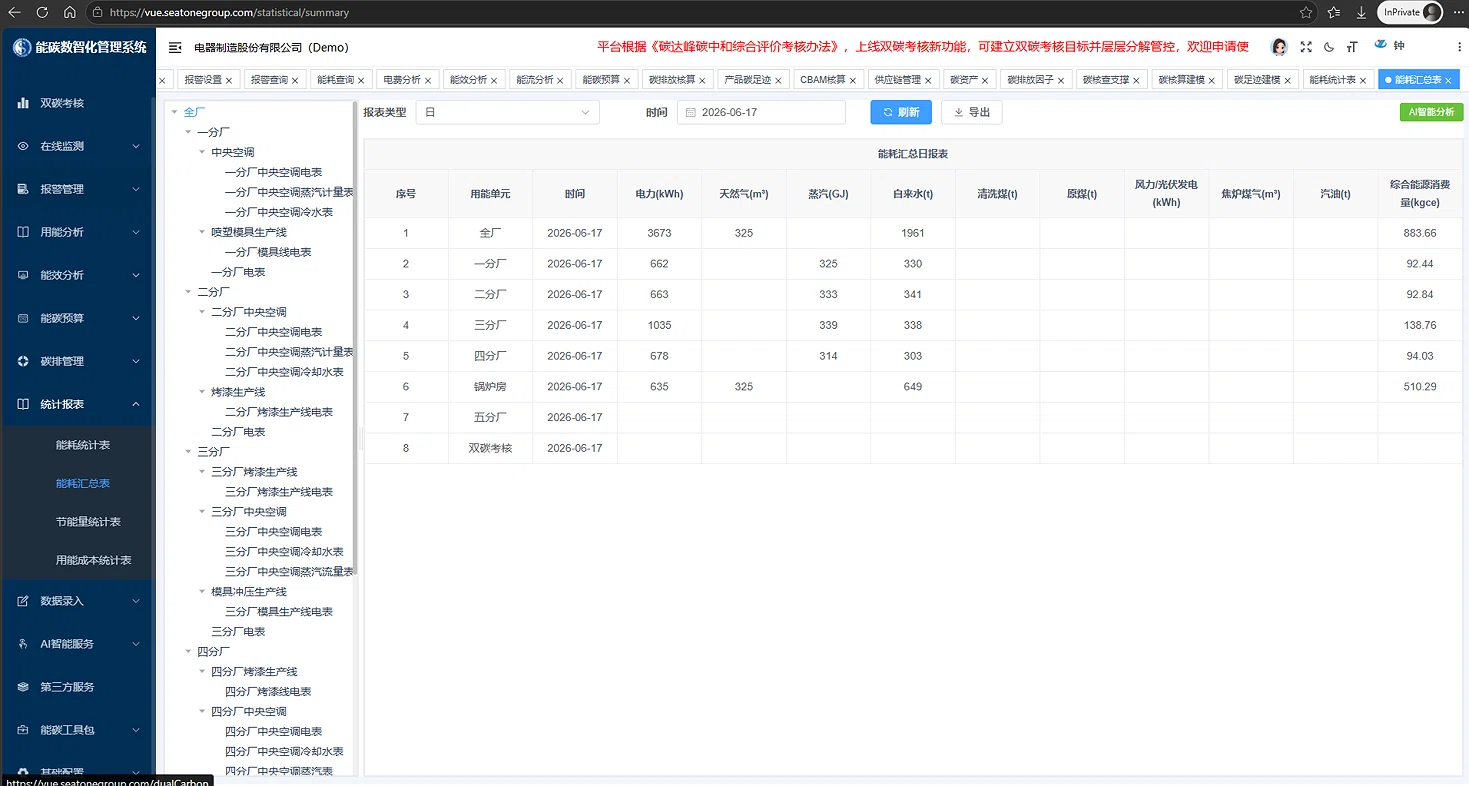 https://vue.seatonegroup.com/statistical/summary
InPrivate
能碳数智化管理系统
电器制造股份有限公司（Demo）
平台根据《碳达峰碳中和综合评价考核办法》，上线双碳考核新功能，可建立双碳考核目标并层层分解管控，欢迎申请使
钟
报警设置 报警查询 能耗查询 电费分析 能效分析 能流分析 能碳预算 碳排放核算 产品碳足迹 CBAM核算 供应链管理 碳资产 碳排放因子 碳核查支撑 碳核算建模 碳足迹建模 能耗统计表 能耗汇总表
双碳考核
在线监测
报警管理
用能分析
能效分析
能碳预算
碳排管理
统计报表
能耗统计表
能耗汇总表
节能量统计表
用能成本统计表
数据录入
AI智能服务
第三方服务
能碳工具包
基础配置
https://vue.seatonegroup.com/dualCarbon
全厂
一分厂
中央空调
一分厂中央空调电表
一分厂中央空调蒸汽计量表
一分厂中央空调冷水表
喷塑模具生产线
一分厂模具线电表
一分厂电表
二分厂
二分厂中央空调
二分厂中央空调电表
二分厂中央空调蒸汽计量表
二分厂中央空调冷却水表
烤漆生产线
二分厂烤漆生产线电表
二分厂电表
三分厂
三分厂烤漆生产线
三分厂烤漆生产线电表
三分厂中央空调
三分厂中央空调电表
三分厂中央空调冷却水表
三分厂中央空调蒸汽流量表
模具冲压生产线
三分厂模具生产线电表
三分厂电表
四分厂
四分厂烤漆生产线
四分厂烤漆线电表
四分厂中央空调
四分厂中央空调电表
四分厂中央空调冷却水表
四分厂中央空调蒸汽表
报表类型 日 时间 2026-06-17 刷新 导出 AI智能分析
能耗汇总日报表
序号 用能单元 时间 电力(kWh) 天然气(m³) 蒸汽(GJ) 自来水(t) 清洗煤(t) 原煤(t) 风力/光伏发电(kWh) 焦炉煤气(m³) 汽油(t) 综合能源消费量(kgce)
1 全厂 2026-06-17 3673 325 1961 883.66
2 一分厂 2026-06-17 662 325 330 92.44
3 二分厂 2026-06-17 663 333 341 92.84
4 三分厂 2026-06-17 1035 339 338 138.76
5 四分厂 2026-06-17 678 314 303 94.03
6 锅炉房 2026-06-17 635 325 649 510.29
7 五分厂 2026-06-17
8 双碳考核 2026-06-17